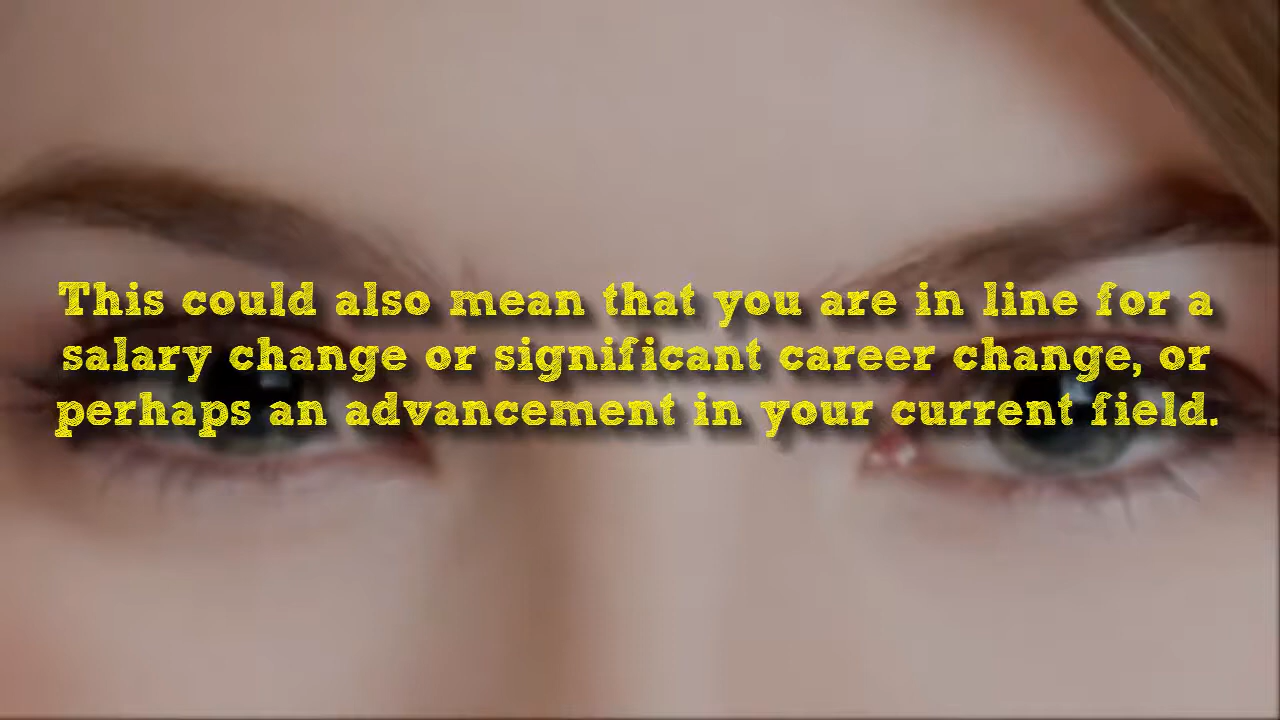 This could also mean that you are in line for a
salary change or significant career change, or
perhaps an advancement in your current field.